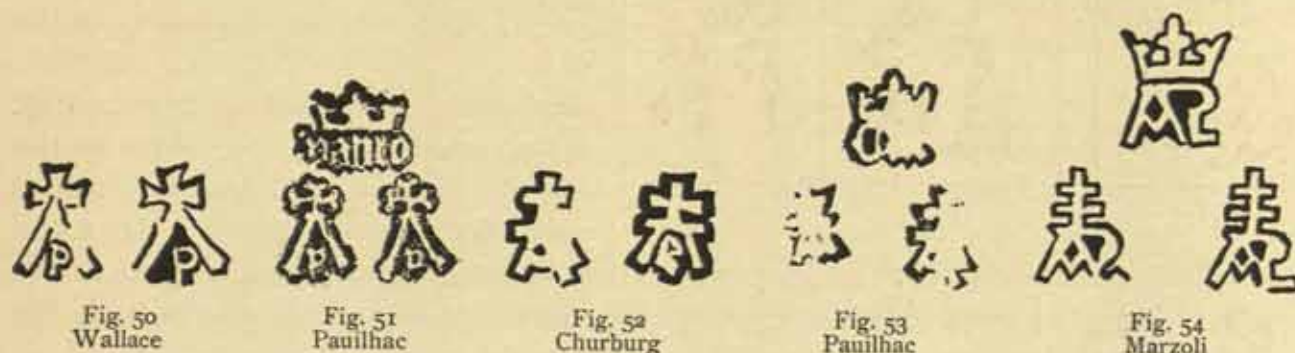 p p
Fig. 50
Wallace
Fig. 51
Pauilhac
Fig. 52
Churburg
Fig. 53
Pauilhac
Fig. 54
Marzoli